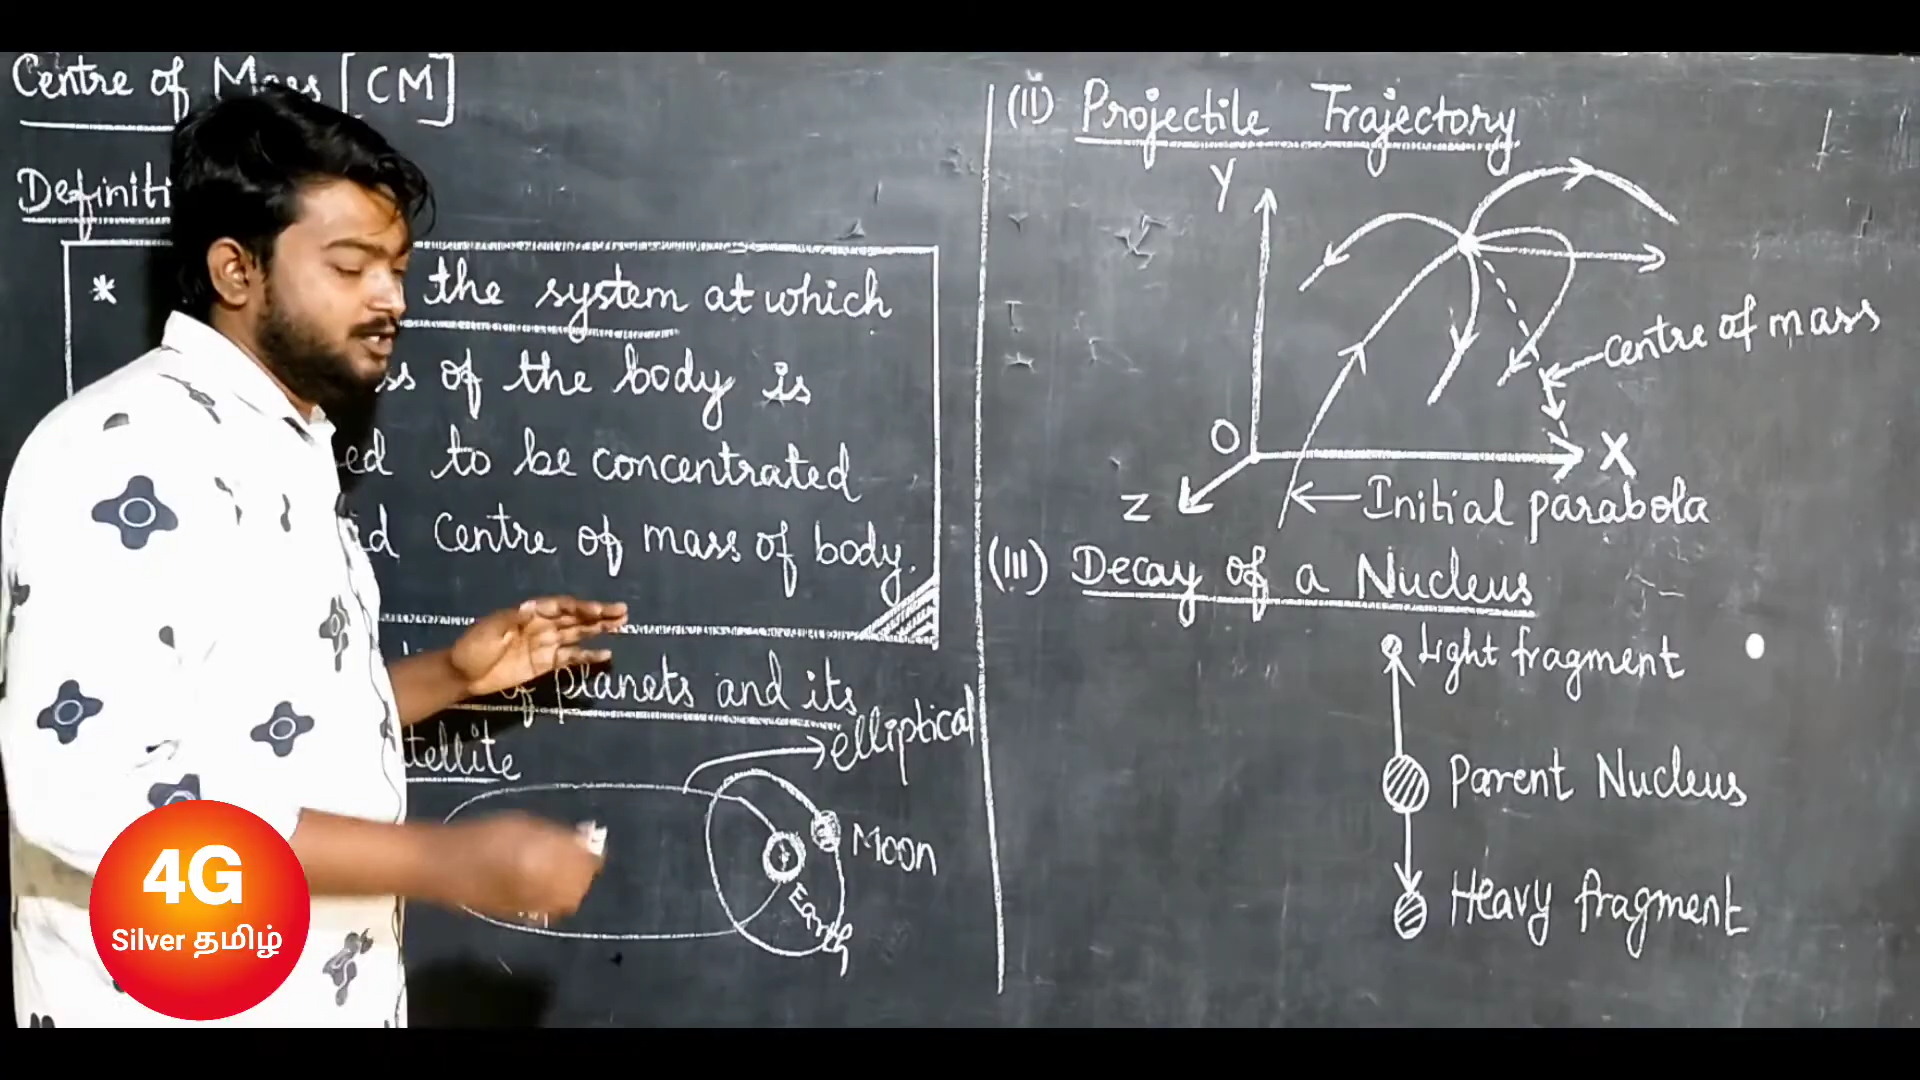 Centre of Mass [CM]
* the system at which
of the body is
to be concentrated
Centre of mass of body.
of planets and its
elliptical
Moon
Earth
(II) Projectile Trajectory
Y
centre of mass
O
X
Z
Initial parabola
(III) Decay of a Nucleus
Light fragment
Parent Nucleus
Heavy fragment
4G
Silver தமிழ்